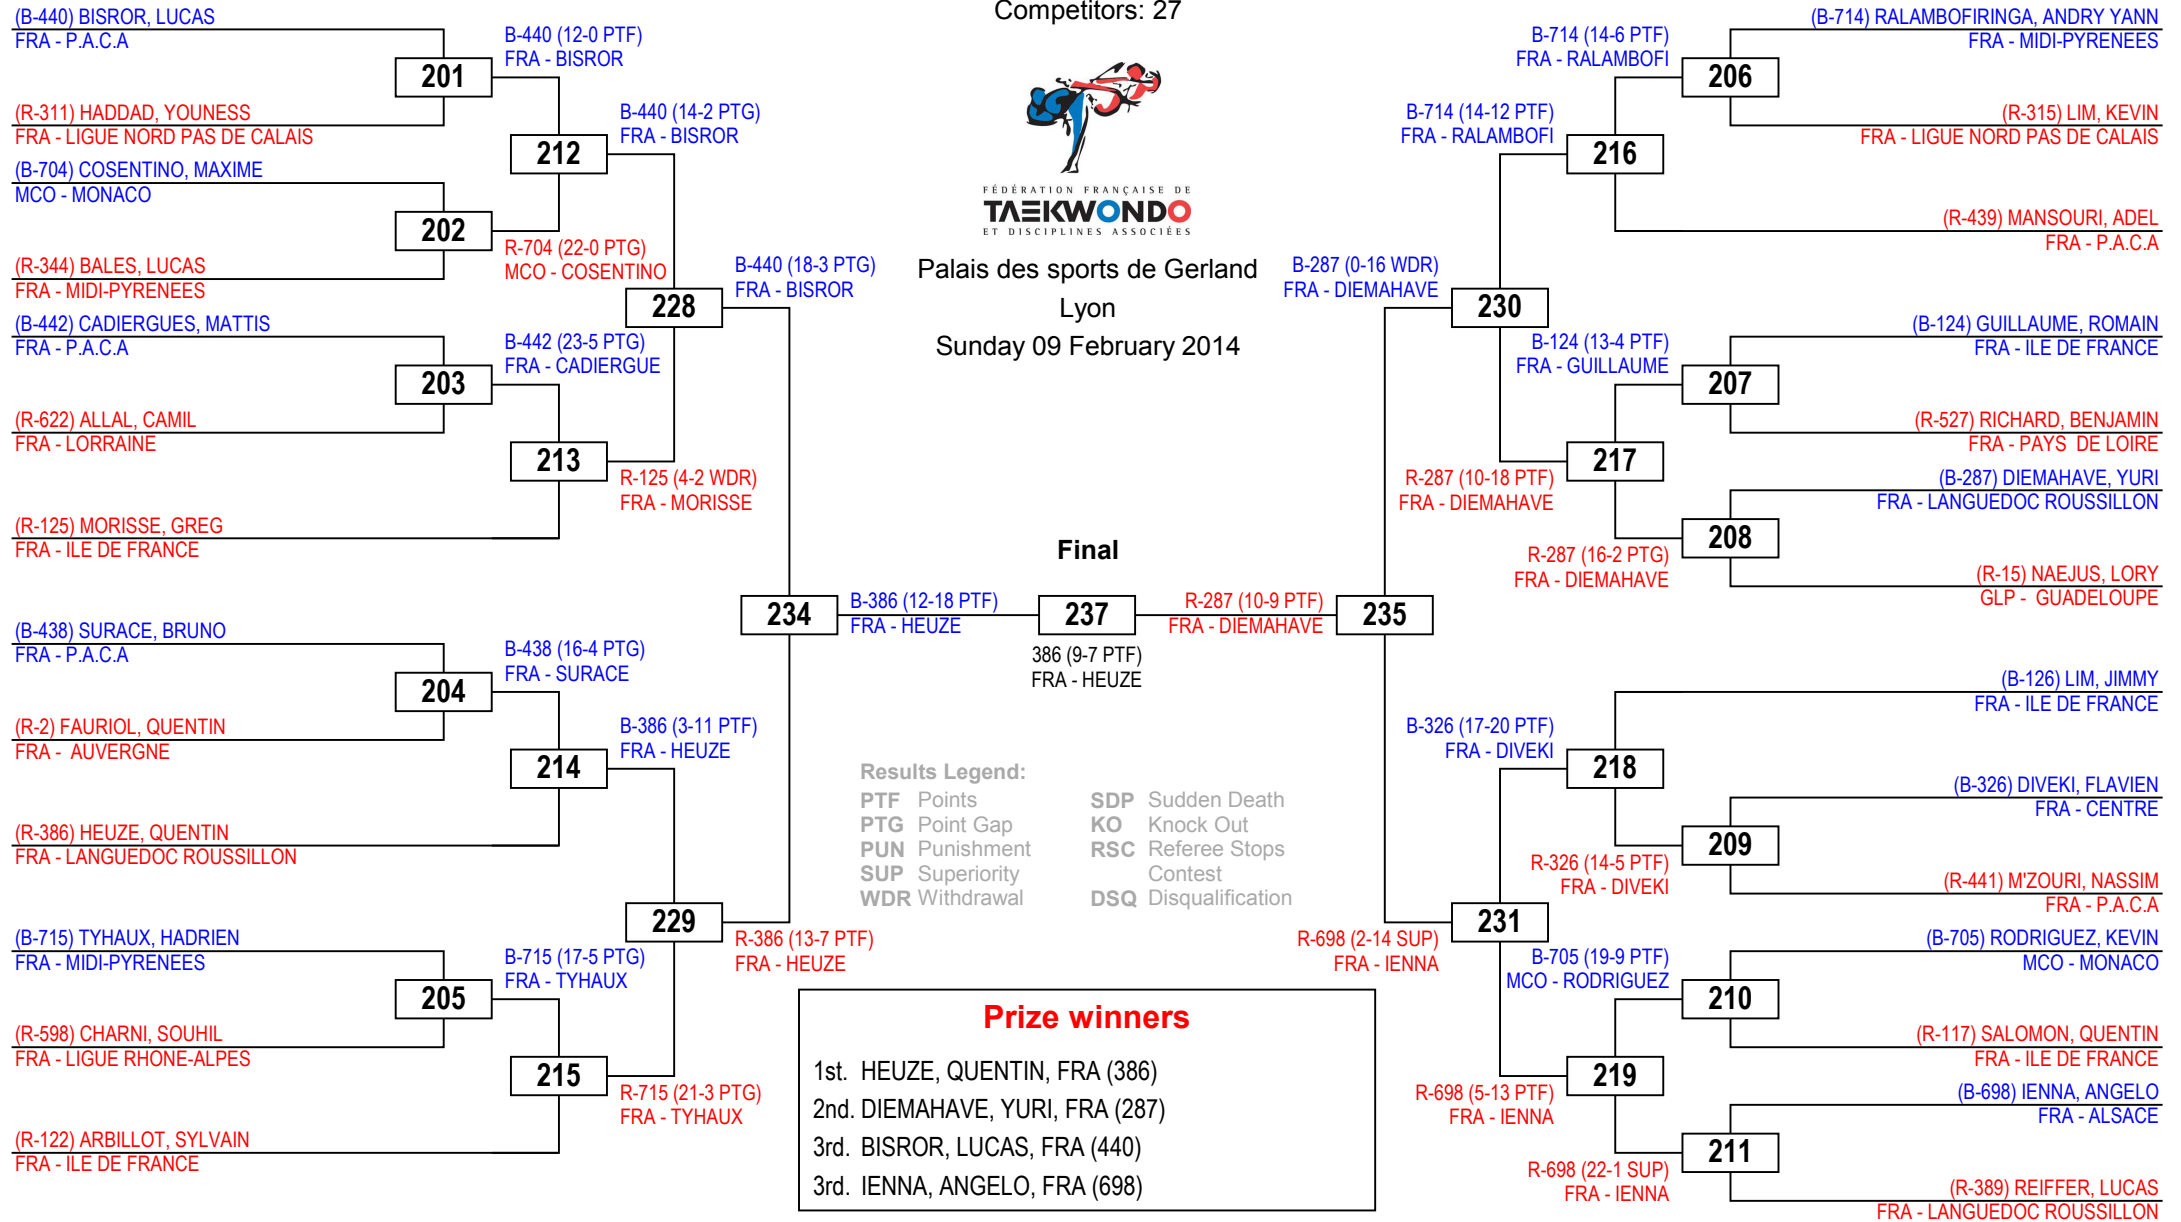 Competitors: 27
FÉDÉRATION FRANÇAISE DE
TAEKWONDO
ET DISCIPLINES ASSOCIÉES
Palais des sports de Gerland
Lyon
Sunday 09 February 2014
(B-440) BISROR, LUCAS
FRA - P.A.C.A
(R-311) HADDAD, YOUNESS
FRA - LIGUE NORD PAS DE CALAIS
(B-704) COSENTINO, MAXIME
MCO - MONACO
(R-344) BALES, LUCAS
FRA - MIDI-PYRENEES
(B-442) CADIERGUES, MATTIS
FRA - P.A.C.A
(R-622) ALLAL, CAMIL
FRA - LORRAINE
(R-125) MORISSE, GREG
FRA - ILE DE FRANCE
(B-438) SURACE, BRUNO
FRA - P.A.C.A
(R-2) FAURIOL, QUENTIN
FRA - AUVERGNE
(R-386) HEUZE, QUENTIN
FRA - LANGUEDOC ROUSSILLON
(B-715) TYHAUX, HADRIEN
FRA - MIDI-PYRENEES
(R-598) CHARNI, SOUHIL
FRA - LIGUE RHONE-ALPES
(R-122) ARBILLOT, SYLVAIN
FRA - ILE DE FRANCE
201
202
203
204
205
B-440 (12-0 PTF)
FRA - BISROR
R-704 (22-0 PTG)
MCO - COSENTINO
B-442 (23-5 PTG)
FRA - CADIERGUE
B-438 (16-4 PTG)
FRA - SURACE
B-715 (17-5 PTG)
FRA - TYHAUX
212
213
214
215
B-440 (14-2 PTG)
FRA - BISROR
R-125 (4-2 WDR)
FRA - MORISSE
B-386 (3-11 PTF)
FRA - HEUZE
R-715 (21-3 PTG)
FRA - TYHAUX
228
229
B-440 (18-3 PTG)
FRA - BISROR
R-386 (13-7 PTF)
FRA - HEUZE
234
B-386 (12-18 PTF)
FRA - HEUZE
Final
237
386 (9-7 PTF)
FRA - HEUZE
R-287 (10-9 PTF)
FRA - DIEMAHAVE
235
B-287 (0-16 WDR)
FRA - DIEMAHAVE
R-698 (2-14 SUP)
FRA - IENNA
230
231
B-714 (14-12 PTF)
FRA - RALAMBOFI
R-287 (10-18 PTF)
FRA - DIEMAHAVE
B-326 (17-20 PTF)
FRA - DIVEKI
R-698 (5-13 PTF)
FRA - IENNA
216
217
218
219
B-714 (14-6 PTF)
FRA - RALAMBOFI
B-124 (13-4 PTF)
FRA - GUILLAUME
R-287 (16-2 PTG)
FRA - DIEMAHAVE
R-326 (14-5 PTF)
FRA - DIVEKI
B-705 (19-9 PTF)
MCO - RODRIGUEZ
R-698 (22-1 SUP)
FRA - IENNA
206
207
208
209
210
211
(B-714) RALAMBOFIRINGA, ANDRY YANN
FRA - MIDI-PYRENEES
(R-315) LIM, KEVIN
FRA - LIGUE NORD PAS DE CALAIS
(R-439) MANSOURI, ADEL
FRA - P.A.C.A
(B-124) GUILLAUME, ROMAIN
FRA - ILE DE FRANCE
(R-527) RICHARD, BENJAMIN
FRA - PAYS DE LOIRE
(B-287) DIEMAHAVE, YURI
FRA - LANGUEDOC ROUSSILLON
(R-15) NAEJUS, LORY
GLP - GUADELOUPE
(B-126) LIM, JIMMY
FRA - ILE DE FRANCE
(B-326) DIVEKI, FLAVIEN
FRA - CENTRE
(R-441) M'ZOURI, NASSIM
FRA - P.A.C.A
(B-705) RODRIGUEZ, KEVIN
MCO - MONACO
(R-117) SALOMON, QUENTIN
FRA - ILE DE FRANCE
(B-698) IENNA, ANGELO
FRA - ALSACE
(R-389) REIFFER, LUCAS
FRA - LANGUEDOC ROUSSILLON
Results Legend:
PTF Points
PTG Point Gap
PUN Punishment
SUP Superiority
WDR Withdrawal
SDP Sudden Death
KO Knock Out
RSC Referee Stops
Contest
DSQ Disqualification
Prize winners
1st. HEUZE, QUENTIN, FRA (386)
2nd. DIEMAHAVE, YURI, FRA (287)
3rd. BISROR, LUCAS, FRA (440)
3rd. IENNA, ANGELO, FRA (698)